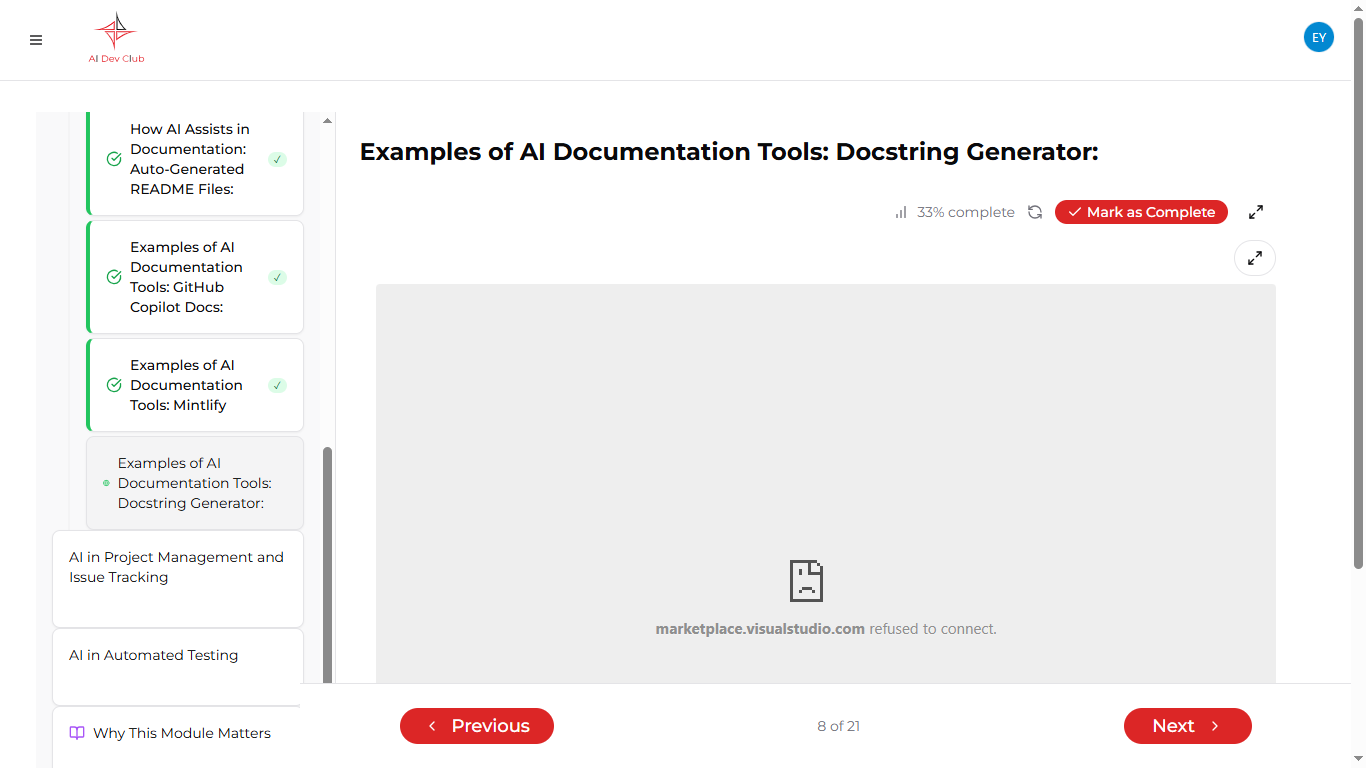 AI Dev Club
EY
How AI Assists in
Documentation:
Auto-Generated
README Files:
Examples of AI
Documentation
Tools: GitHub
Copilot Docs:
Examples of AI
Documentation
Tools: Mintlify
Examples of AI
Documentation Tools:
Docstring Generator:
AI in Project Management and
Issue Tracking
AI in Automated Testing
Why This Module Matters
Examples of AI Documentation Tools: Docstring Generator:
33% complete
Mark as Complete
marketplace.visualstudio.com refused to connect.
Previous
8 of 21
Next